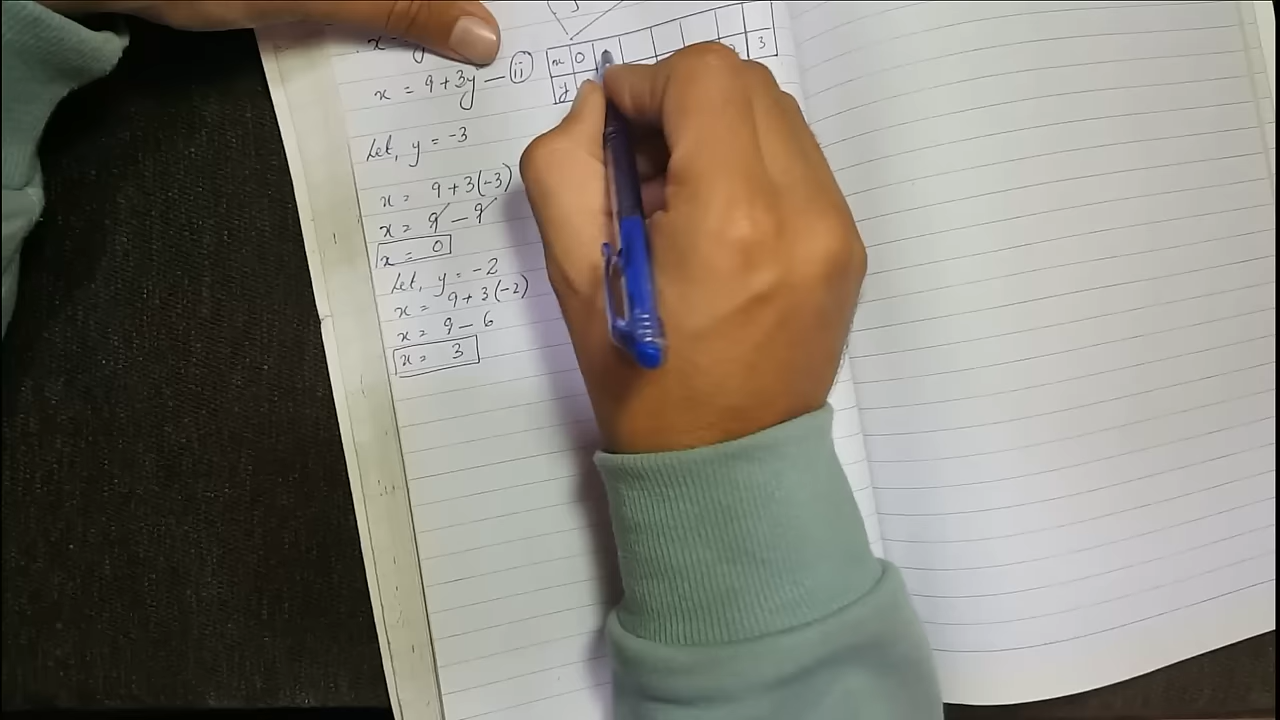 x = 9 + 3y — ii
Let, y = -3
x = 9 + 3(-3)
x = 9 - 9
x = 0
Let, y = -2
x = 9 + 3(-2)
x = 9 - 6
x = 3
x 0 3
y